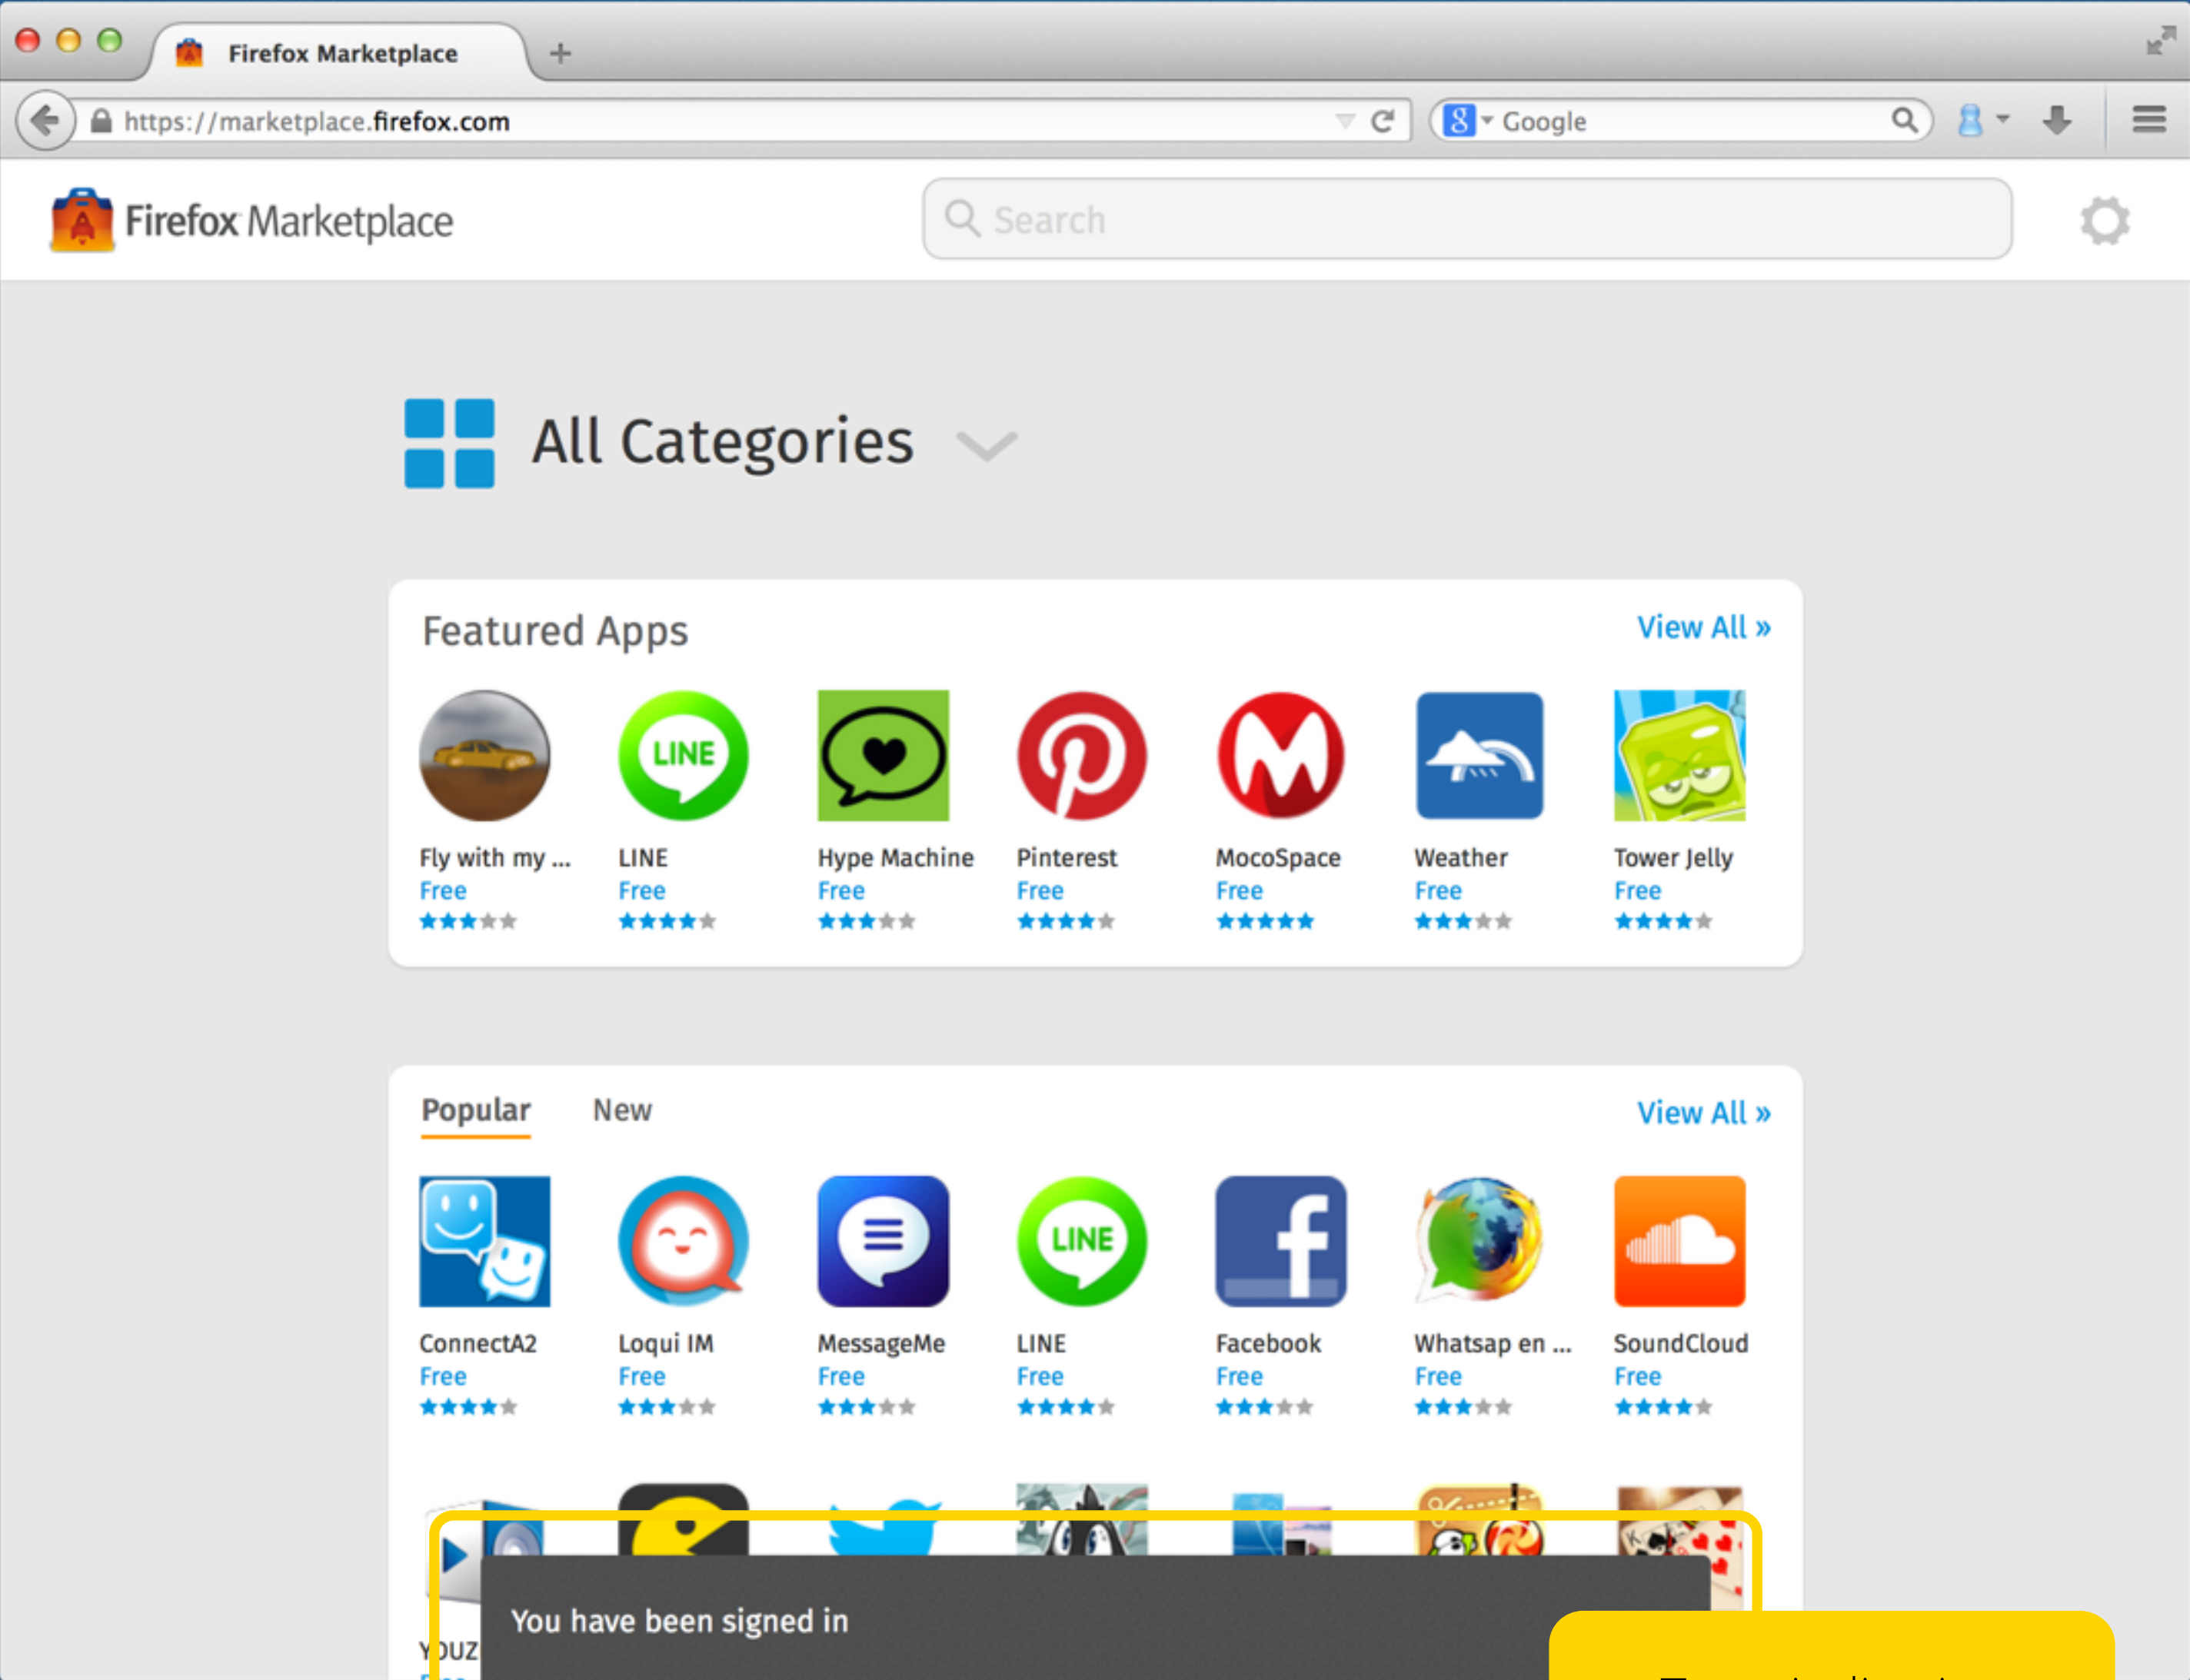 Firefox Marketplace
https://marketplace.firefox.com
Google
Firefox Marketplace
Search
All Categories
Featured Apps
View All »
LINE
Fly with my ...
LINE
Hype Machine
Pinterest
MocoSpace
Weather
Tower Jelly
Free
Free
Free
Free
Free
Free
Free
Popular
New
View All »
LINE
ConnectA2
Loqui IM
MessageMe
LINE
Facebook
Whatsap en ...
SoundCloud
Free
Free
Free
Free
Free
Free
Free
You have been signed in